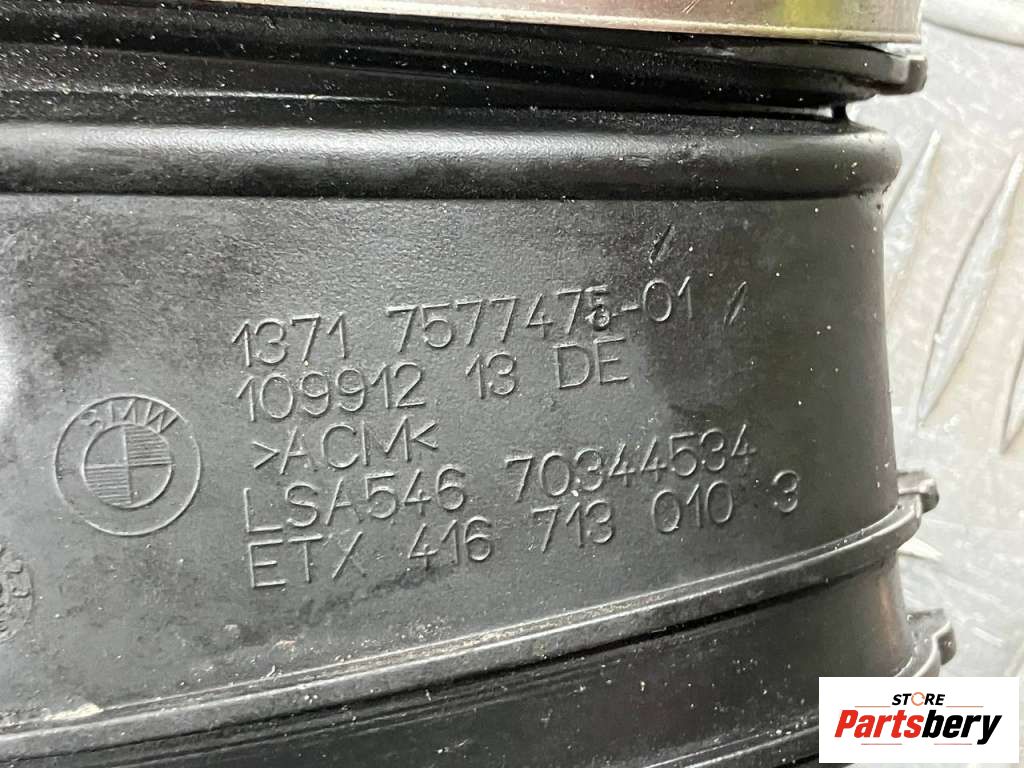 1371 7577475-01
109912 13 DE
>ACM<
BMW
LSA546 70344534
ETX 416 713 010 3
STORE
Partsbery